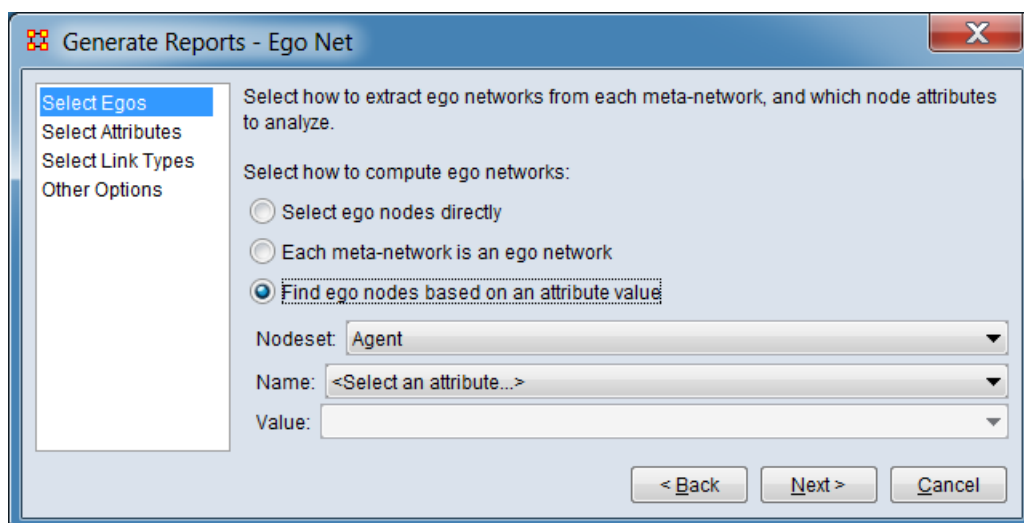 Generate Reports - Ego Net
X
Select Egos
Select Attributes
Select Link Types
Other Options
Select how to extract ego networks from each meta-network, and which node attributes
to analyze.
Select how to compute ego networks:
Select ego nodes directly
Each meta-network is an ego network
Find ego nodes based on an attribute value
Nodeset: Agent
Name: <Select an attribute...>
Value:
< Back Next > Cancel